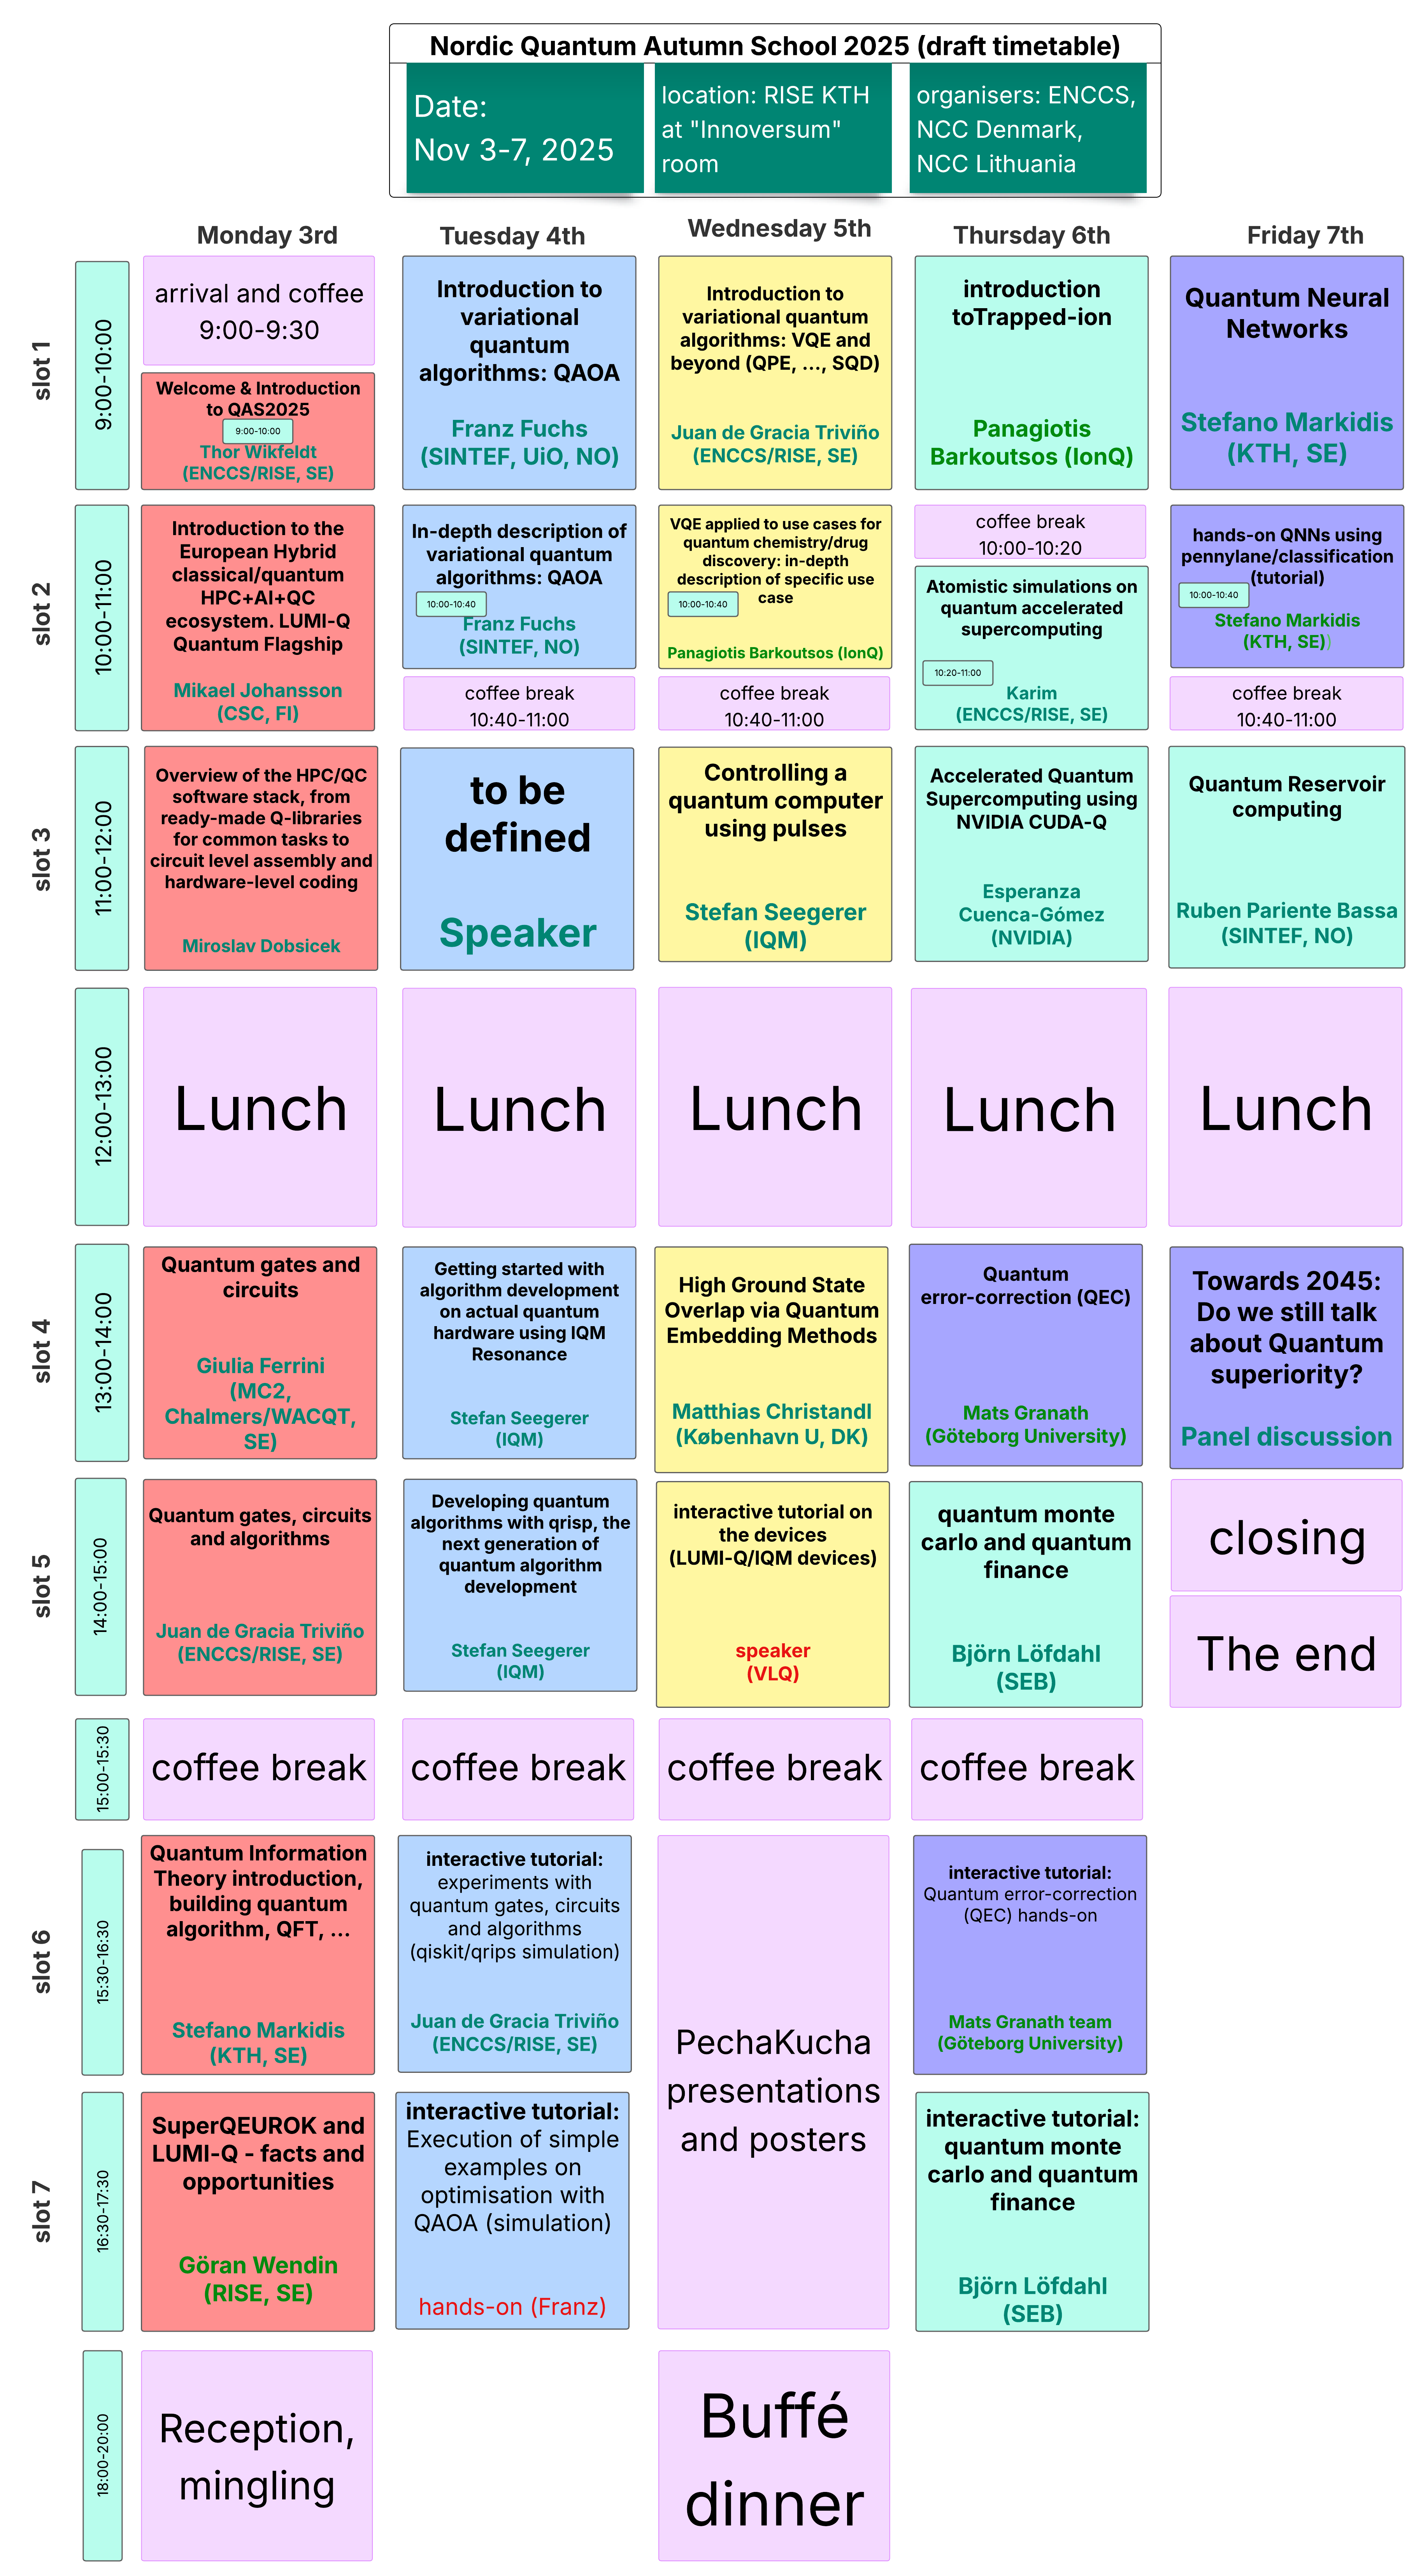 Nordic Quantum Autumn School 2025 (draft timetable)
Date:
Nov 3-7, 2025
location: RISE KTH
at "Innoversum"
room
organisers: ENCCS,
NCC Denmark,
NCC Lithuania
Monday 3rd
Tuesday 4th
Wednesday 5th
Thursday 6th
Friday 7th
slot 1
9:00-10:00
arrival and coffee
9:00-9:30
Welcome & Introduction
to QAS2025
9:00-10:00
Thor Wikfeldt
(ENCCS/RISE, SE)
Introduction to
variational
quantum
algorithms: QAOA
Franz Fuchs
(SINTEF, UiO, NO)
Introduction to
variational quantum
algorithms: VQE and
beyond (QPE, ..., SQD)
Juan de Gracia Triviño
(ENCCS/RISE, SE)
introduction
toTrapped-ion
Panagiotis
Barkoutsos (IonQ)
Quantum Neural
Networks
Stefano Markidis
(KTH, SE)
slot 2
10:00-11:00
Introduction to the
European Hybrid
classical/quantum
HPC+AI+QC
ecosystem. LUMI-Q
Quantum Flagship
Mikael Johansson
(CSC, FI)
In-depth description of
variational quantum
algorithms: QAOA
10:00-10:40
Franz Fuchs
(SINTEF, NO)
coffee break
10:40-11:00
VQE applied to use cases for
quantum chemistry/drug
discovery: in-depth
description of specific use
case
10:00-10:40
Panagiotis Barkoutsos (IonQ)
coffee break
10:40-11:00
coffee break
10:00-10:20
Atomistic simulations on
quantum accelerated
supercomputing
10:20-11:00
Karim
(ENCCS/RISE, SE)
hands-on QNNs using
pennylane/classification
(tutorial)
10:00-10:40
Stefano Markidis
(KTH, SE))
coffee break
10:40-11:00
slot 3
11:00-12:00
Overview of the HPC/QC
software stack, from
ready-made Q-libraries
for common tasks to
circuit level assembly and
hardware-level coding
Miroslav Dobsicek
to be
defined
Speaker
Controlling a
quantum computer
using pulses
Stefan Seegerer
(IQM)
Accelerated Quantum
Supercomputing using
NVIDIA CUDA-Q
Esperanza
Cuenca-Gómez
(NVIDIA)
Quantum Reservoir
computing
Ruben Pariente Bassa
(SINTEF, NO)
12:00-13:00
Lunch
Lunch
Lunch
Lunch
Lunch
slot 4
13:00-14:00
Quantum gates and
circuits
Giulia Ferrini
(MC2,
Chalmers/WACQT,
SE)
Getting started with
algorithm development
on actual quantum
hardware using IQM
Resonance
Stefan Seegerer
(IQM)
High Ground State
Overlap via Quantum
Embedding Methods
Matthias Christandl
(København U, DK)
Quantum
error-correction (QEC)
Mats Granath
(Göteborg University)
Towards 2045:
Do we still talk
about Quantum
superiority?
Panel discussion
slot 5
14:00-15:00
Quantum gates, circuits
and algorithms
Juan de Gracia Triviño
(ENCCS/RISE, SE)
Developing quantum
algorithms with qrisp, the
next generation of
quantum algorithm
development
Stefan Seegerer
(IQM)
interactive tutorial on
the devices
(LUMI-Q/IQM devices)
speaker
(VLQ)
quantum monte
carlo and quantum
finance
Björn Löfdahl
(SEB)
closing
The end
15:00-15:30
coffee break
coffee break
coffee break
coffee break
slot 6
15:30-16:30
Quantum Information
Theory introduction,
building quantum
algorithm, QFT, ...
Stefano Markidis
(KTH, SE)
interactive tutorial:
experiments with
quantum gates, circuits
and algorithms
(qiskit/qrips simulation)
Juan de Gracia Triviño
(ENCCS/RISE, SE)
PechaKucha
presentations
and posters
interactive tutorial:
Quantum error-correction
(QEC) hands-on
Mats Granath team
(Göteborg University)
slot 7
16:30-17:30
SuperQEUROK and
LUMI-Q - facts and
opportunities
Göran Wendin
(RISE, SE)
interactive tutorial:
Execution of simple
examples on
optimisation with
QAOA (simulation)
hands-on (Franz)
interactive tutorial:
quantum monte
carlo and quantum
finance
Björn Löfdahl
(SEB)
18:00-20:00
Reception,
mingling
Buffé
dinner